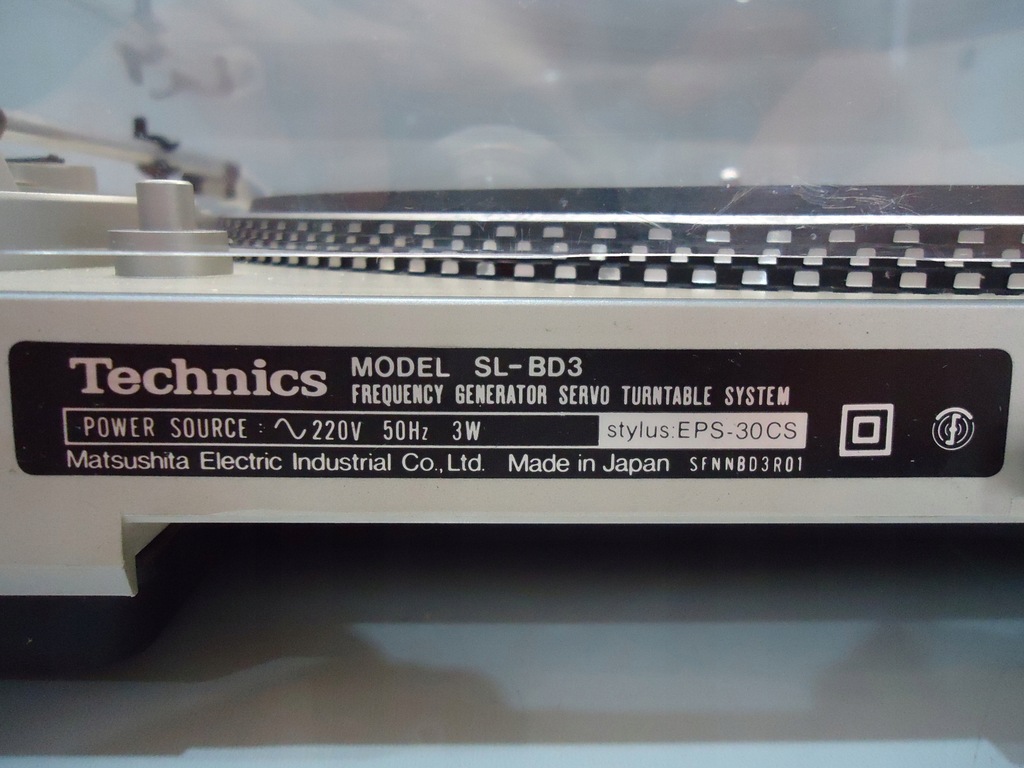 Technics MODEL SL-BD3
FREQUENCY GENERATOR SERVO TURNTABLE SYSTEM
POWER SOURCE : ∿ 220V 50Hz 3W stylus:EPS-30CS
Matsushita Electric Industrial Co.,Ltd. Made in Japan SFNNBD3R01